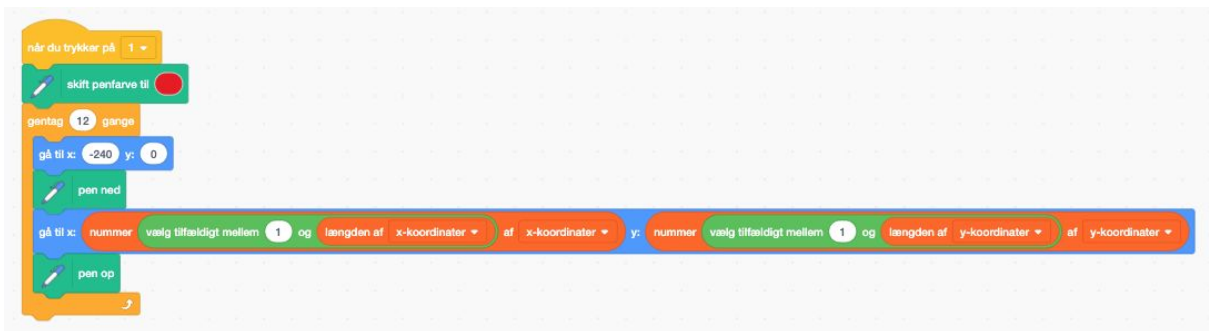 når du trykker på 1
skift penfarve til
gentag 12 gange
gå til x: -240 y: 0
pen ned
gå til x: nummer vælg tilfældigt mellem 1 og længden af x-koordinater af x-koordinater y: nummer vælg tilfældigt mellem 1 og længden af y-koordinater af y-koordinater
pen op